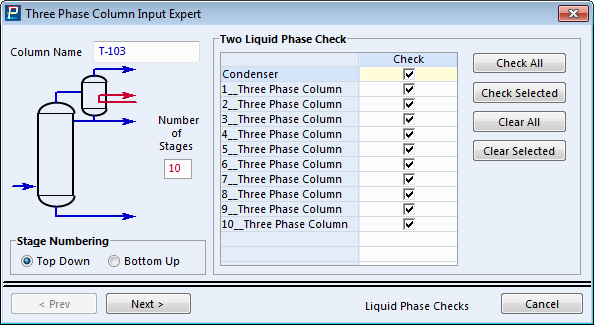 Three Phase Column Input Expert
Column Name T-103
Number
of
Stages
10
Stage Numbering
Top Down Bottom Up
Two Liquid Phase Check
Check
Condenser
1__Three Phase Column
2__Three Phase Column
3__Three Phase Column
4__Three Phase Column
5__Three Phase Column
6__Three Phase Column
7__Three Phase Column
8__Three Phase Column
9__Three Phase Column
10__Three Phase Column
Check All
Check Selected
Clear All
Clear Selected
< Prev Next > Liquid Phase Checks Cancel